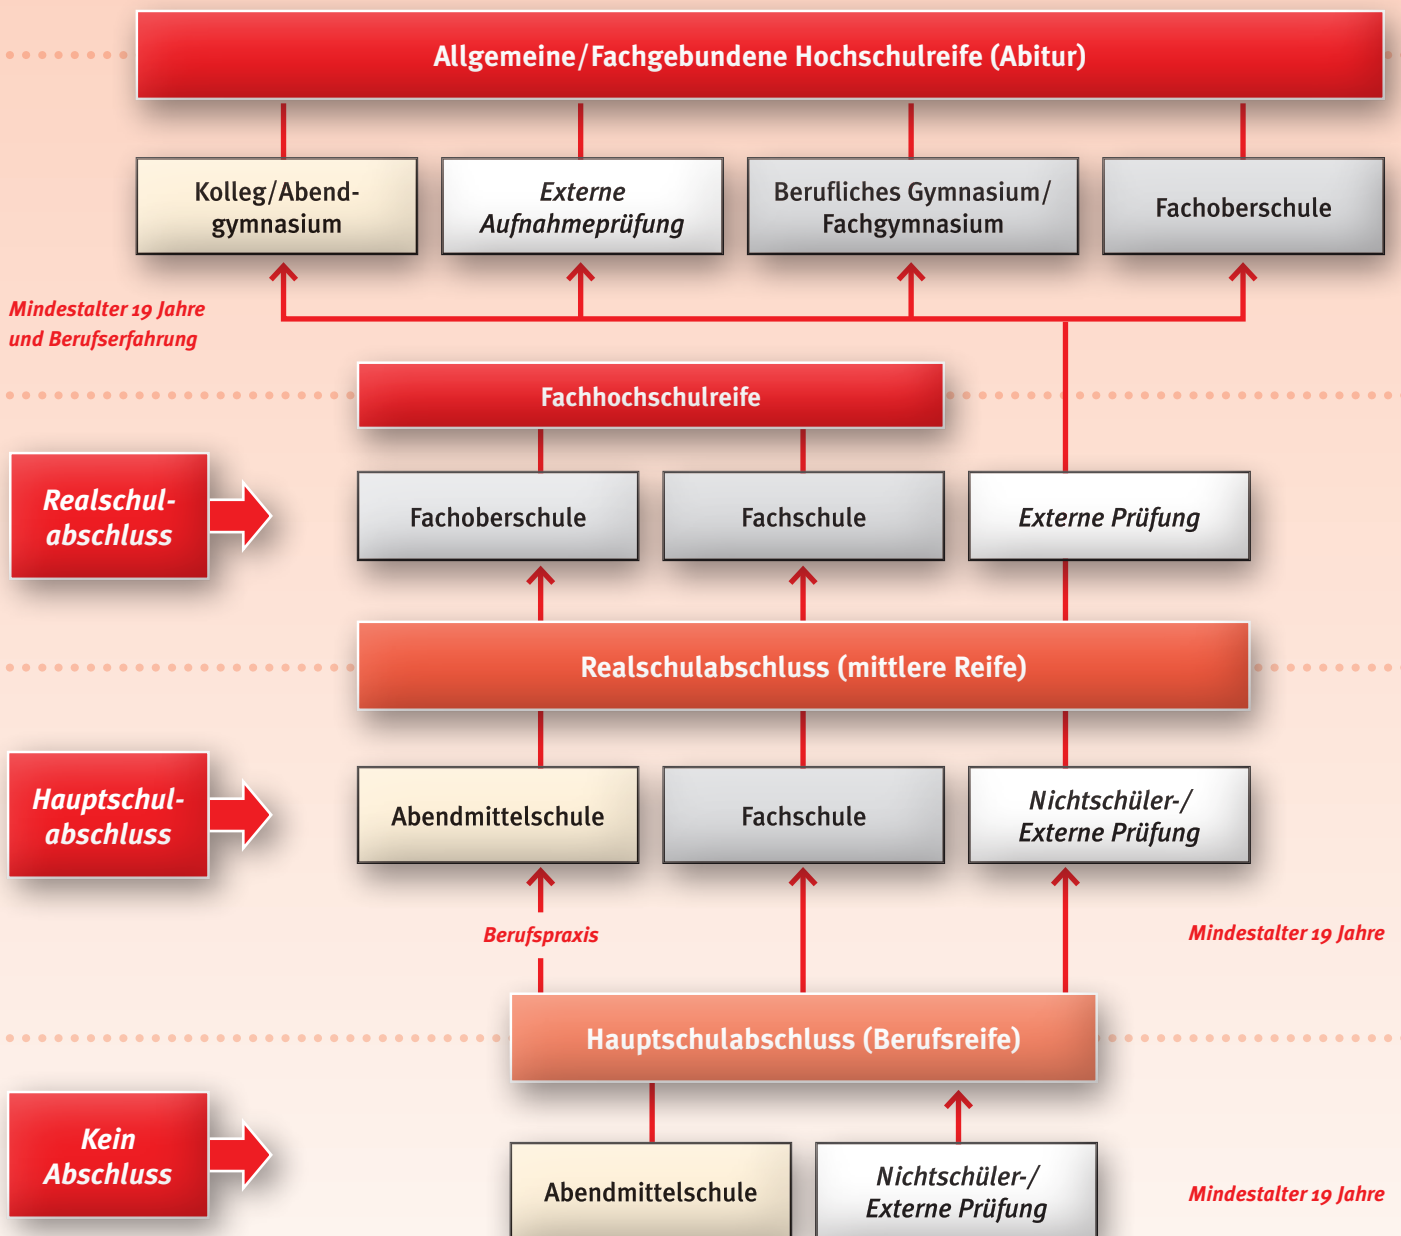 Allgemeine/Fachgebundene Hochschulreife (Abitur)
Kolleg/Abend-
gymnasium
Externe
Aufnahmeprüfung
Berufliches Gymnasium/
Fachgymnasium
Fachoberschule
Mindestalter 19 Jahre
und Berufserfahrung
Fachhochschulreife
Realschul-
abschluss
Fachoberschule
Fachschule
Externe Prüfung
Realschulabschluss (mittlere Reife)
Hauptschul-
abschluss
Abendmittelschule
Fachschule
Nichtschüler-/
Externe Prüfung
Berufspraxis
Mindestalter 19 Jahre
Hauptschulabschluss (Berufsreife)
Kein
Abschluss
Abendmittelschule
Nichtschüler-/
Externe Prüfung
Mindestalter 19 Jahre